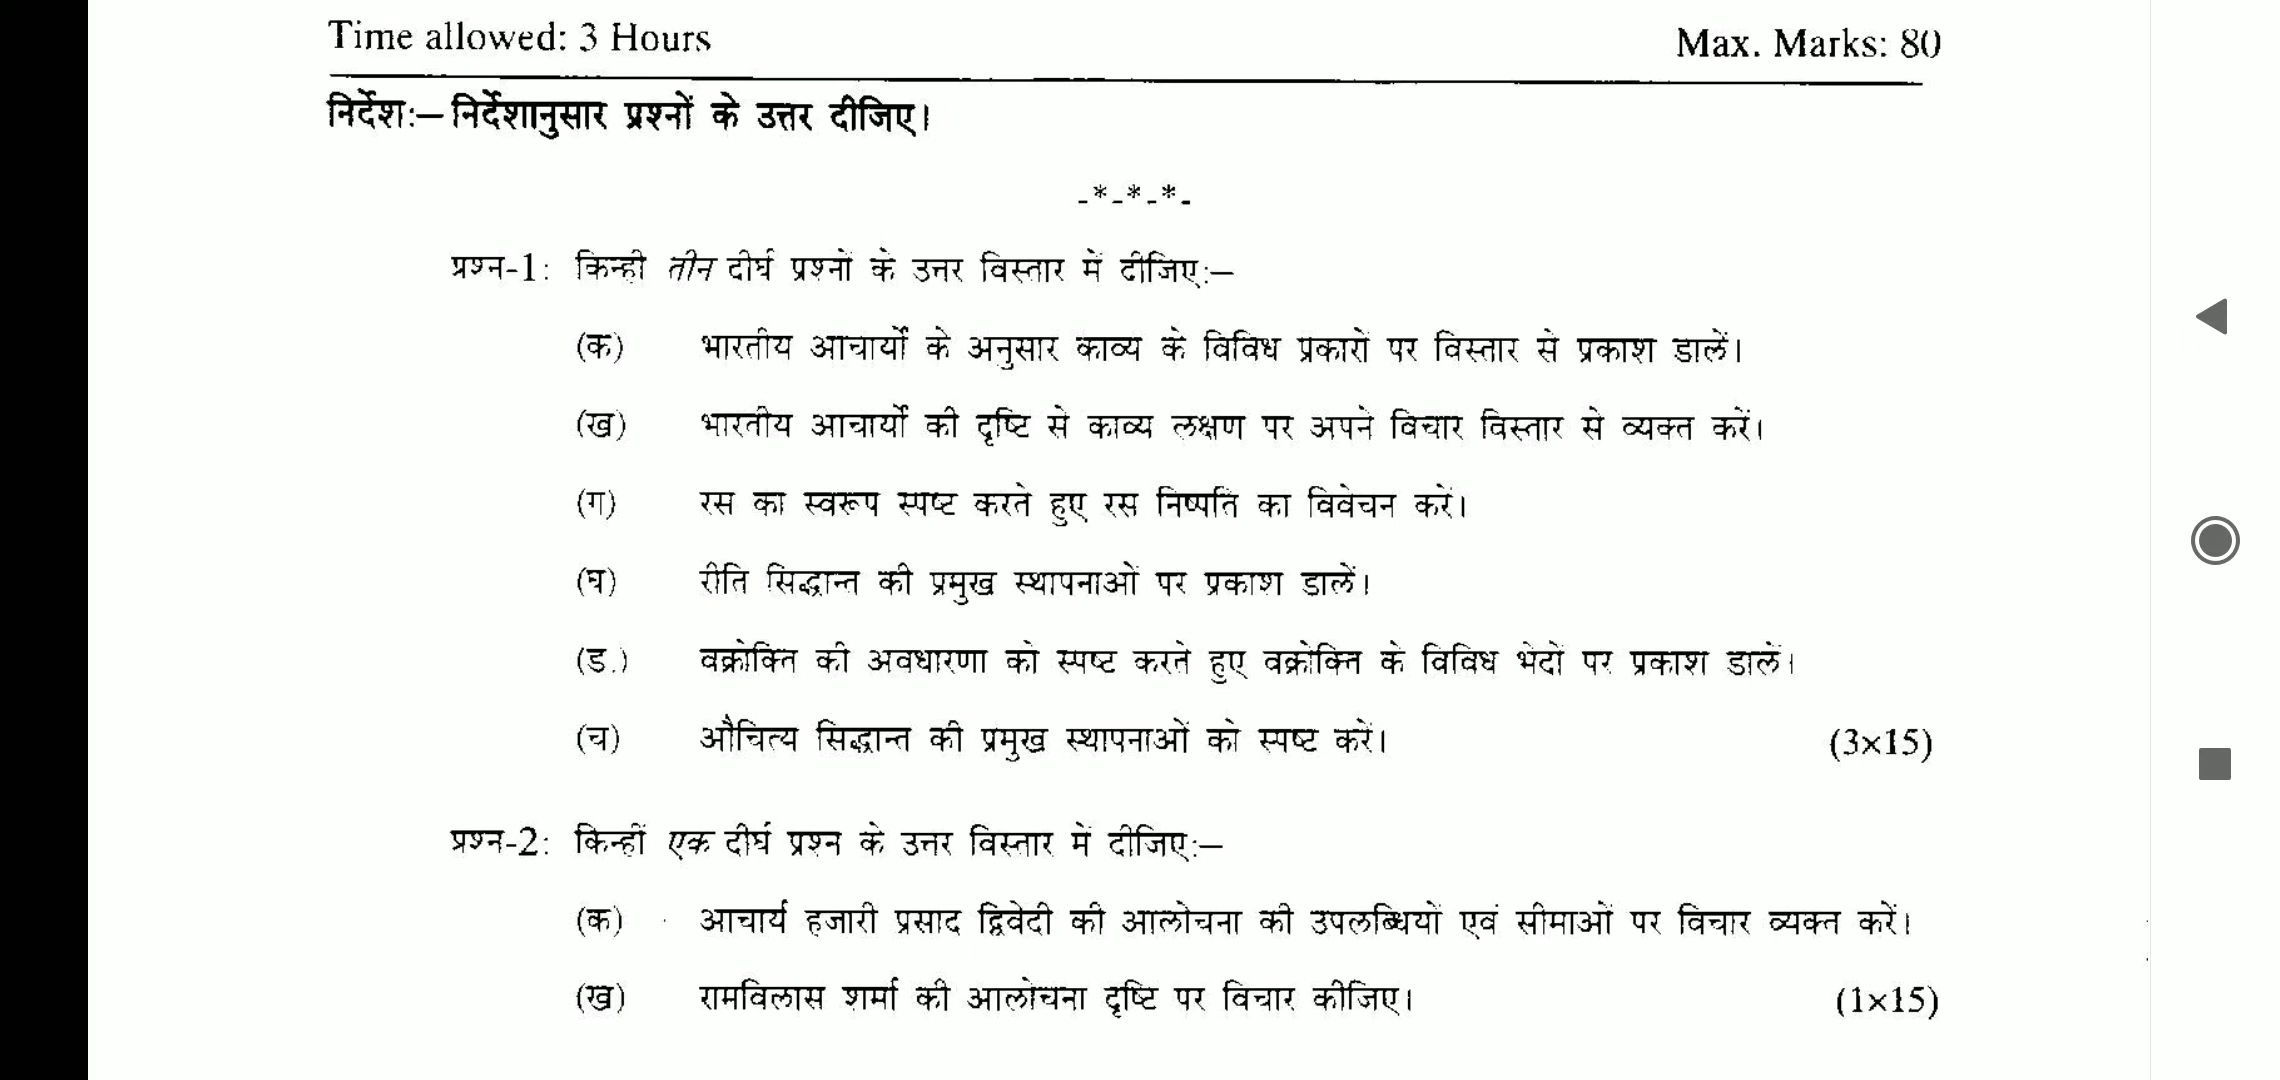 Time allowed: 3 Hours Max. Marks: 80
निर्देशः– निर्देशानुसार प्रश्नों के उत्तर दीजिए।
-*-*-*-
प्रश्न-1: किन्ही तीन दीर्घ प्रश्नों के उत्तर विस्तार में दीजिएः–
(क) भारतीय आचार्यों के अनुसार काव्य के विविध प्रकारों पर विस्तार से प्रकाश डालें।
(ख) भारतीय आचार्यों की दृष्टि से काव्य लक्षण पर अपने विचार विस्तार से व्यक्त करें।
(ग) रस का स्वरूप स्पष्ट करते हुए रस निष्पति का विवेचन करें।
(घ) रीति सिद्धान्त की प्रमुख स्थापनाओं पर प्रकाश डालें।
(ड.) वक्रोक्ति की अवधारणा को स्पष्ट करते हुए वक्रोक्ति के विविध भेदों पर प्रकाश डालें।
(च) औचित्य सिद्धान्त की प्रमुख स्थापनाओं को स्पष्ट करें। (3×15)
प्रश्न-2: किन्हीं एक दीर्घ प्रश्न के उत्तर विस्तार में दीजिएः–
(क) आचार्य हजारी प्रसाद द्विवेदी की आलोचना की उपलब्धियों एवं सीमाओं पर विचार व्यक्त करें।
(ख) रामविलास शर्मा की आलोचना दृष्टि पर विचार कीजिए। (1×15)